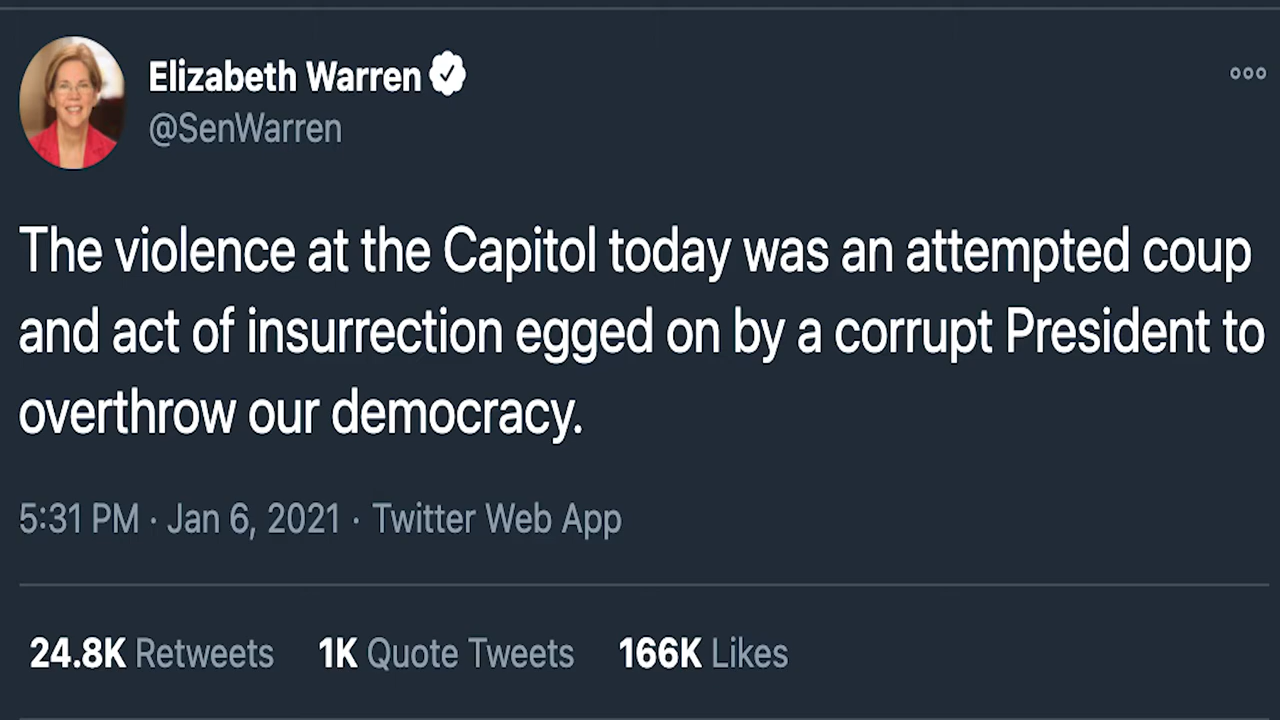 Elizabeth Warren
@SenWarren
The violence at the Capitol today was an attempted coup
and act of insurrection egged on by a corrupt President to
overthrow our democracy.
5:31 PM · Jan 6, 2021 · Twitter Web App
24.8K Retweets 1K Quote Tweets 166K Likes